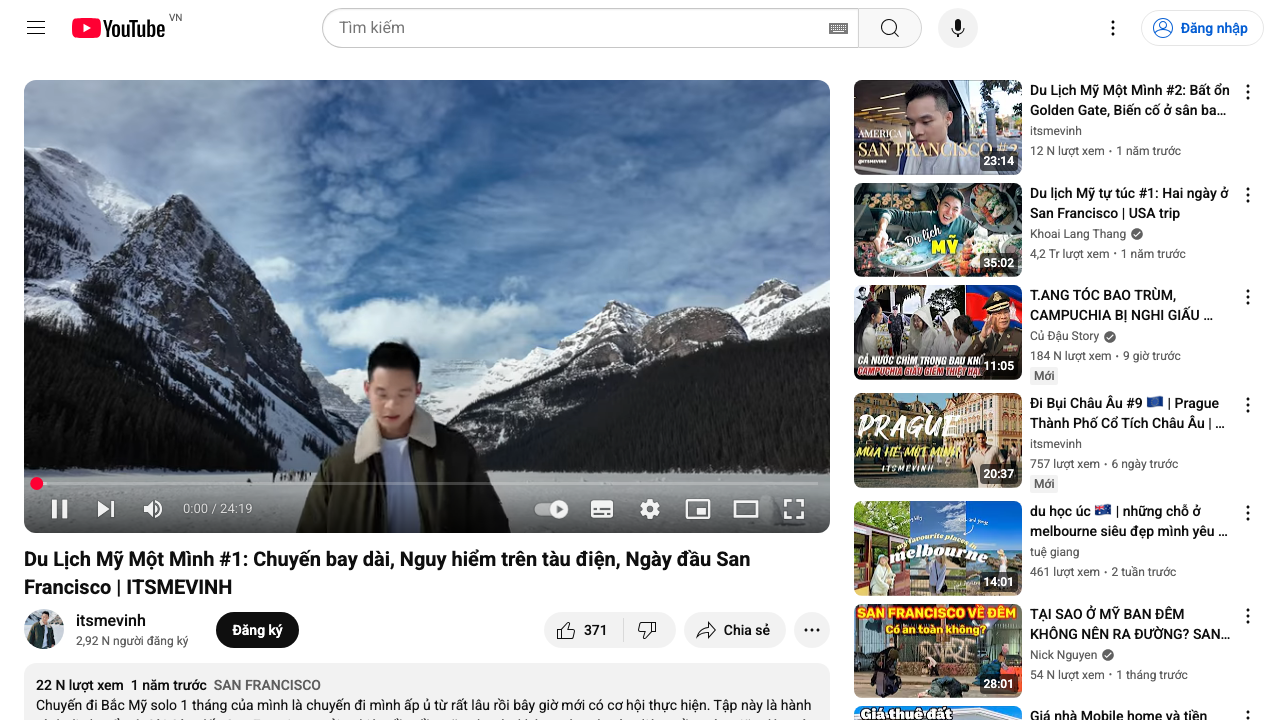 YouTube VN
Tìm kiếm
Đăng nhập
0:00 / 24:19
Du Lịch Mỹ Một Mình #1: Chuyến bay dài, Nguy hiểm trên tàu điện, Ngày đầu San
Francisco | ITSMEVINH
itsmevinh
2,92 N người đăng ký
Đăng ký
371
Chia sẻ
22 N lượt xem 1 năm trước SAN FRANCISCO
Chuyến đi Bắc Mỹ solo 1 tháng của mình là chuyến đi mình ấp ủ từ rất lâu rồi bây giờ mới có cơ hội thực hiện. Tập này là hành
AMERICA
SAN FRANCISCO #2
@ITSMEVINH
23:14
Du Lịch Mỹ Một Mình #2: Bất ổn
Golden Gate, Biến cố ở sân ba...
itsmevinh
12 N lượt xem • 1 năm trước
Du lịch
MỸ
35:02
Du lịch Mỹ tự túc #1: Hai ngày ở
San Francisco | USA trip
Khoai Lang Thang
4,2 Tr lượt xem • 1 năm trước
CẢ NƯỚC CHÌM TRONG ĐAU KHỔ
CAMPUCHIA GIẤU GIẾM THIỆT HẠI
11:05
T.ANG TÓC BAO TRÙM,
CAMPUCHIA BỊ NGHI GIẤU ...
Củ Đậu Story
184 N lượt xem • 9 giờ trước
Mới
PRAGUE
MÙA HÈ MỘT MÌNH
ITSMEVINH
20:37
Đi Bụi Châu Âu #9 🇪🇺 | Prague
Thành Phố Cổ Tích Châu Âu | ...
itsmevinh
757 lượt xem • 6 ngày trước
Mới
my favourite places in
melbourne
14:01
du học úc 🇦🇺 | những chỗ ở
melbourne siêu đẹp mình yêu ...
tuệ giang
461 lượt xem • 2 tuần trước
SAN FRANCISCO VỀ ĐÊM
Có an toàn không?
28:01
TẠI SAO Ở MỸ BAN ĐÊM
KHÔNG NÊN RA ĐƯỜNG? SAN...
Nick Nguyen
54 N lượt xem • 1 tháng trước
Giá thuê đất
Giá nhà Mobile home và tiền